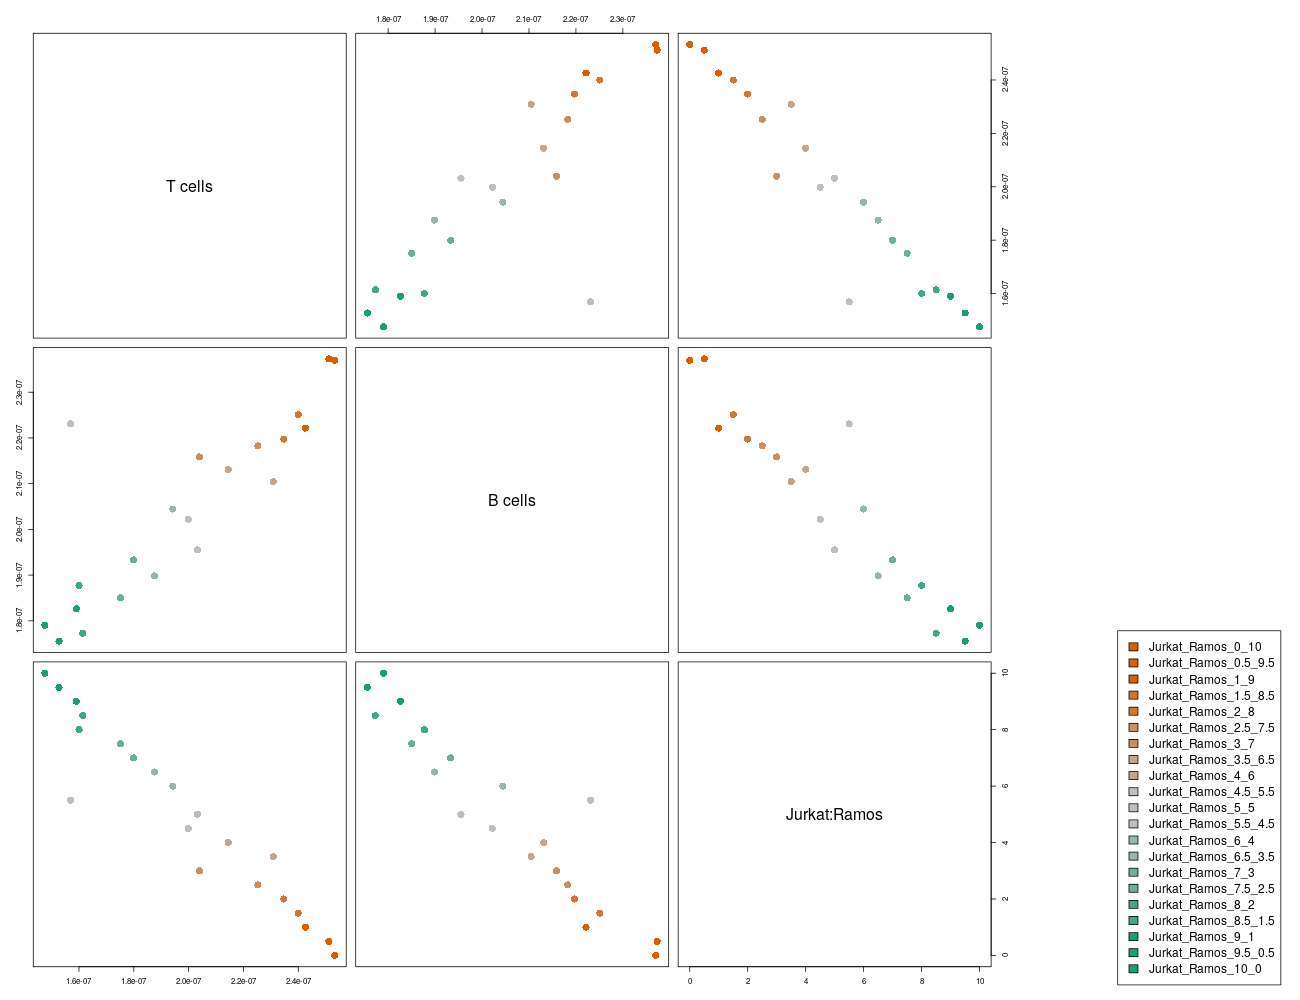 1.8e-07 1.9e-07 2.0e-07 2.1e-07 2.2e-07 2.3e-07
T cells
1.6e-07 1.8e-07 2.0e-07 2.2e-07 2.4e-07
1.8e-07 1.9e-07 2.0e-07 2.1e-07 2.2e-07 2.3e-07
B cells
Jurkat:Ramos
0 2 4 6 8 10
1.6e-07 1.8e-07 2.0e-07 2.2e-07 2.4e-07
0 2 4 6 8 10
Jurkat_Ramos_0_10
Jurkat_Ramos_0.5_9.5
Jurkat_Ramos_1_9
Jurkat_Ramos_1.5_8.5
Jurkat_Ramos_2_8
Jurkat_Ramos_2.5_7.5
Jurkat_Ramos_3_7
Jurkat_Ramos_3.5_6.5
Jurkat_Ramos_4_6
Jurkat_Ramos_4.5_5.5
Jurkat_Ramos_5_5
Jurkat_Ramos_5.5_4.5
Jurkat_Ramos_6_4
Jurkat_Ramos_6.5_3.5
Jurkat_Ramos_7_3
Jurkat_Ramos_7.5_2.5
Jurkat_Ramos_8_2
Jurkat_Ramos_8.5_1.5
Jurkat_Ramos_9_1
Jurkat_Ramos_9.5_0.5
Jurkat_Ramos_10_0